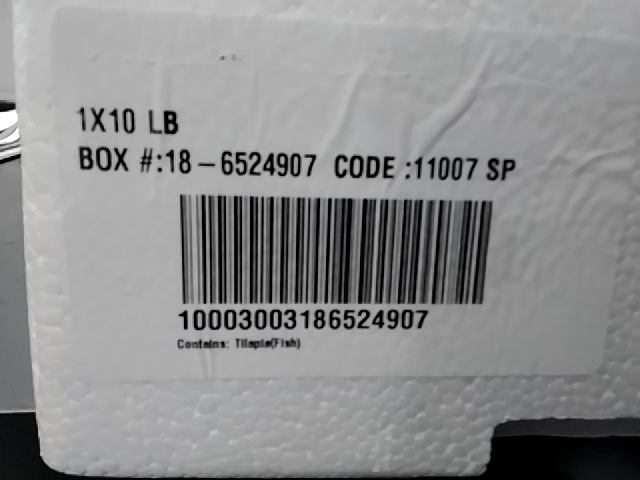 1X10 LB
BOX #:18-6524907 CODE :11007 SP
10003003186524907
Contains: Tilapia(Fish)